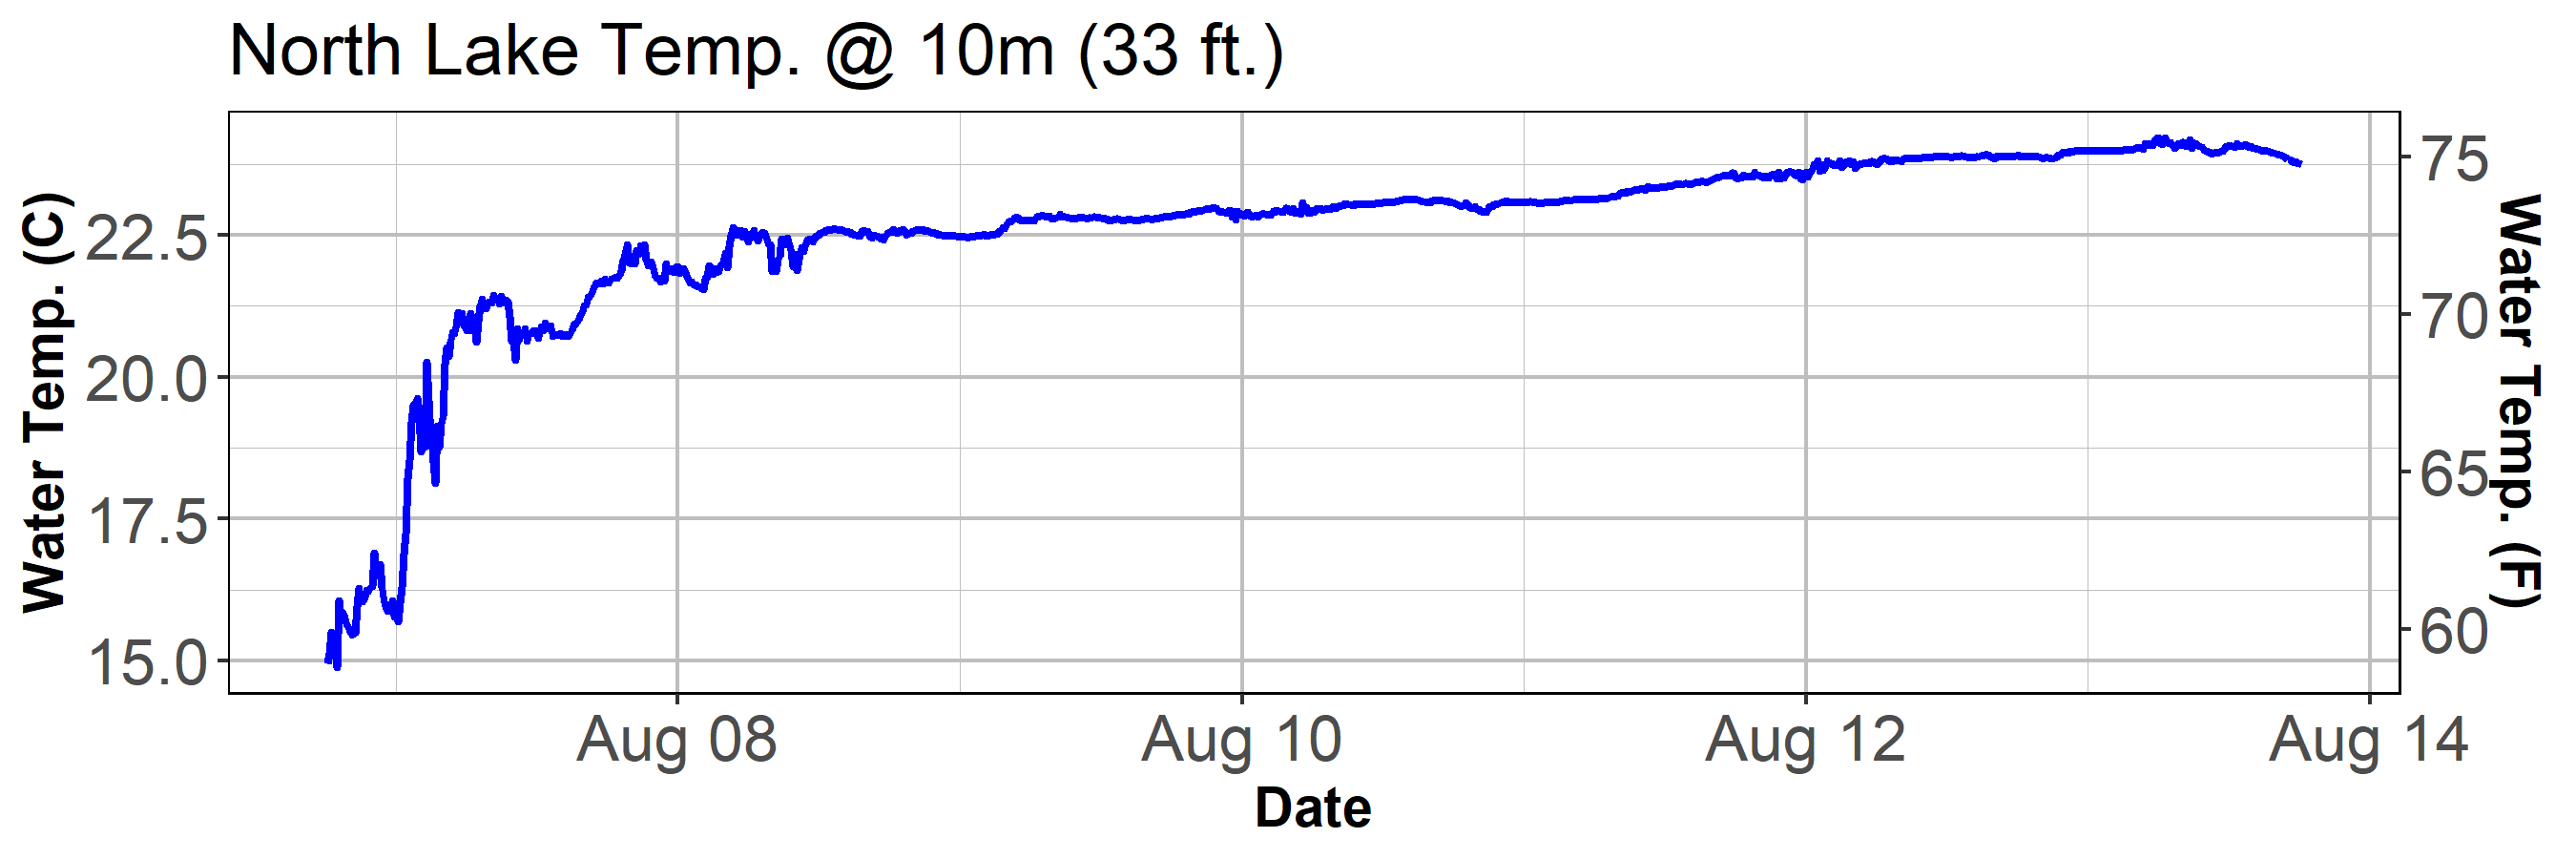 North Lake Temp. @ 10m (33 ft.)
Water Temp. (C)
22.5
20.0
17.5
15.0
75
70
65
60
Water Temp. (F)
Aug 08
Aug 10
Aug 12
Aug 14
Date